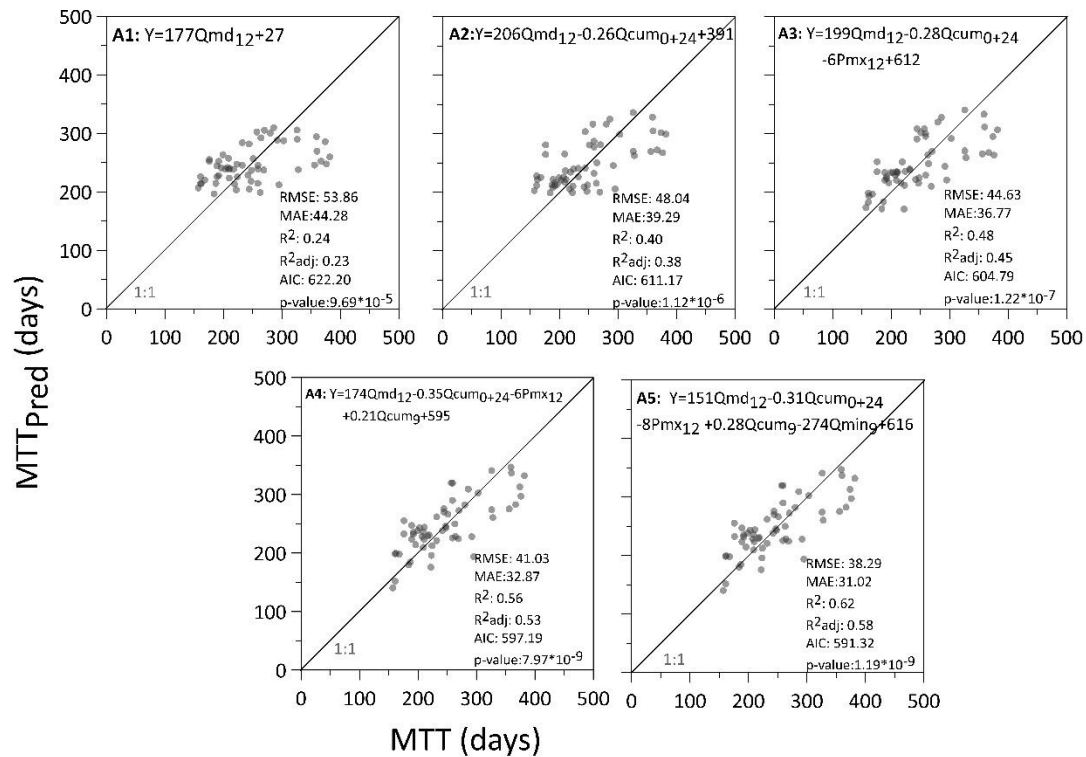 MTTPred (days)
500
400
300
200
100
0
A1: Y=177Qmd12+27
RMSE: 53.86
MAE:44.28
R2: 0.24
R2adj: 0.23
AIC: 622.20
p-value:9.69*10-5
1:1
0 100 200 300 400 500
A2:Y=206Qmd12-0.26Qcum0+24+391
RMSE: 48.04
MAE:39.29
R2: 0.40
R2adj: 0.38
AIC: 611.17
p-value:1.12*10-6
1:1
0 100 200 300 400 500
A3: Y=199Qmd12-0.28Qcum0+24
-6Pmx12+612
RMSE: 44.63
MAE: 36.77
R2: 0.48
R2adj: 0.45
AIC: 604.79
p-value:1.22*10-7
1:1
0 100 200 300 400 500
500
400
300
200
100
0
A4: Y=174Qmd12-0.35Qcum0+24-6Pmx12
+0.21Qcum9+595
RMSE: 41.03
MAE: 32.87
R2: 0.56
R2adj: 0.53
AIC: 597.19
p-value:7.97*10-9
1:1
0 100 200 300 400 500
A5: Y=151Qmd12-0.31Qcum0+24
-8Pmx12 +0.28Qcum9-274Qmin9+616
RMSE: 38.29
MAE: 31.02
R2: 0.62
R2adj: 0.58
AIC: 591.32
p-value:1.19*10-9
1:1
0 100 200 300 400 500
MTT (days)